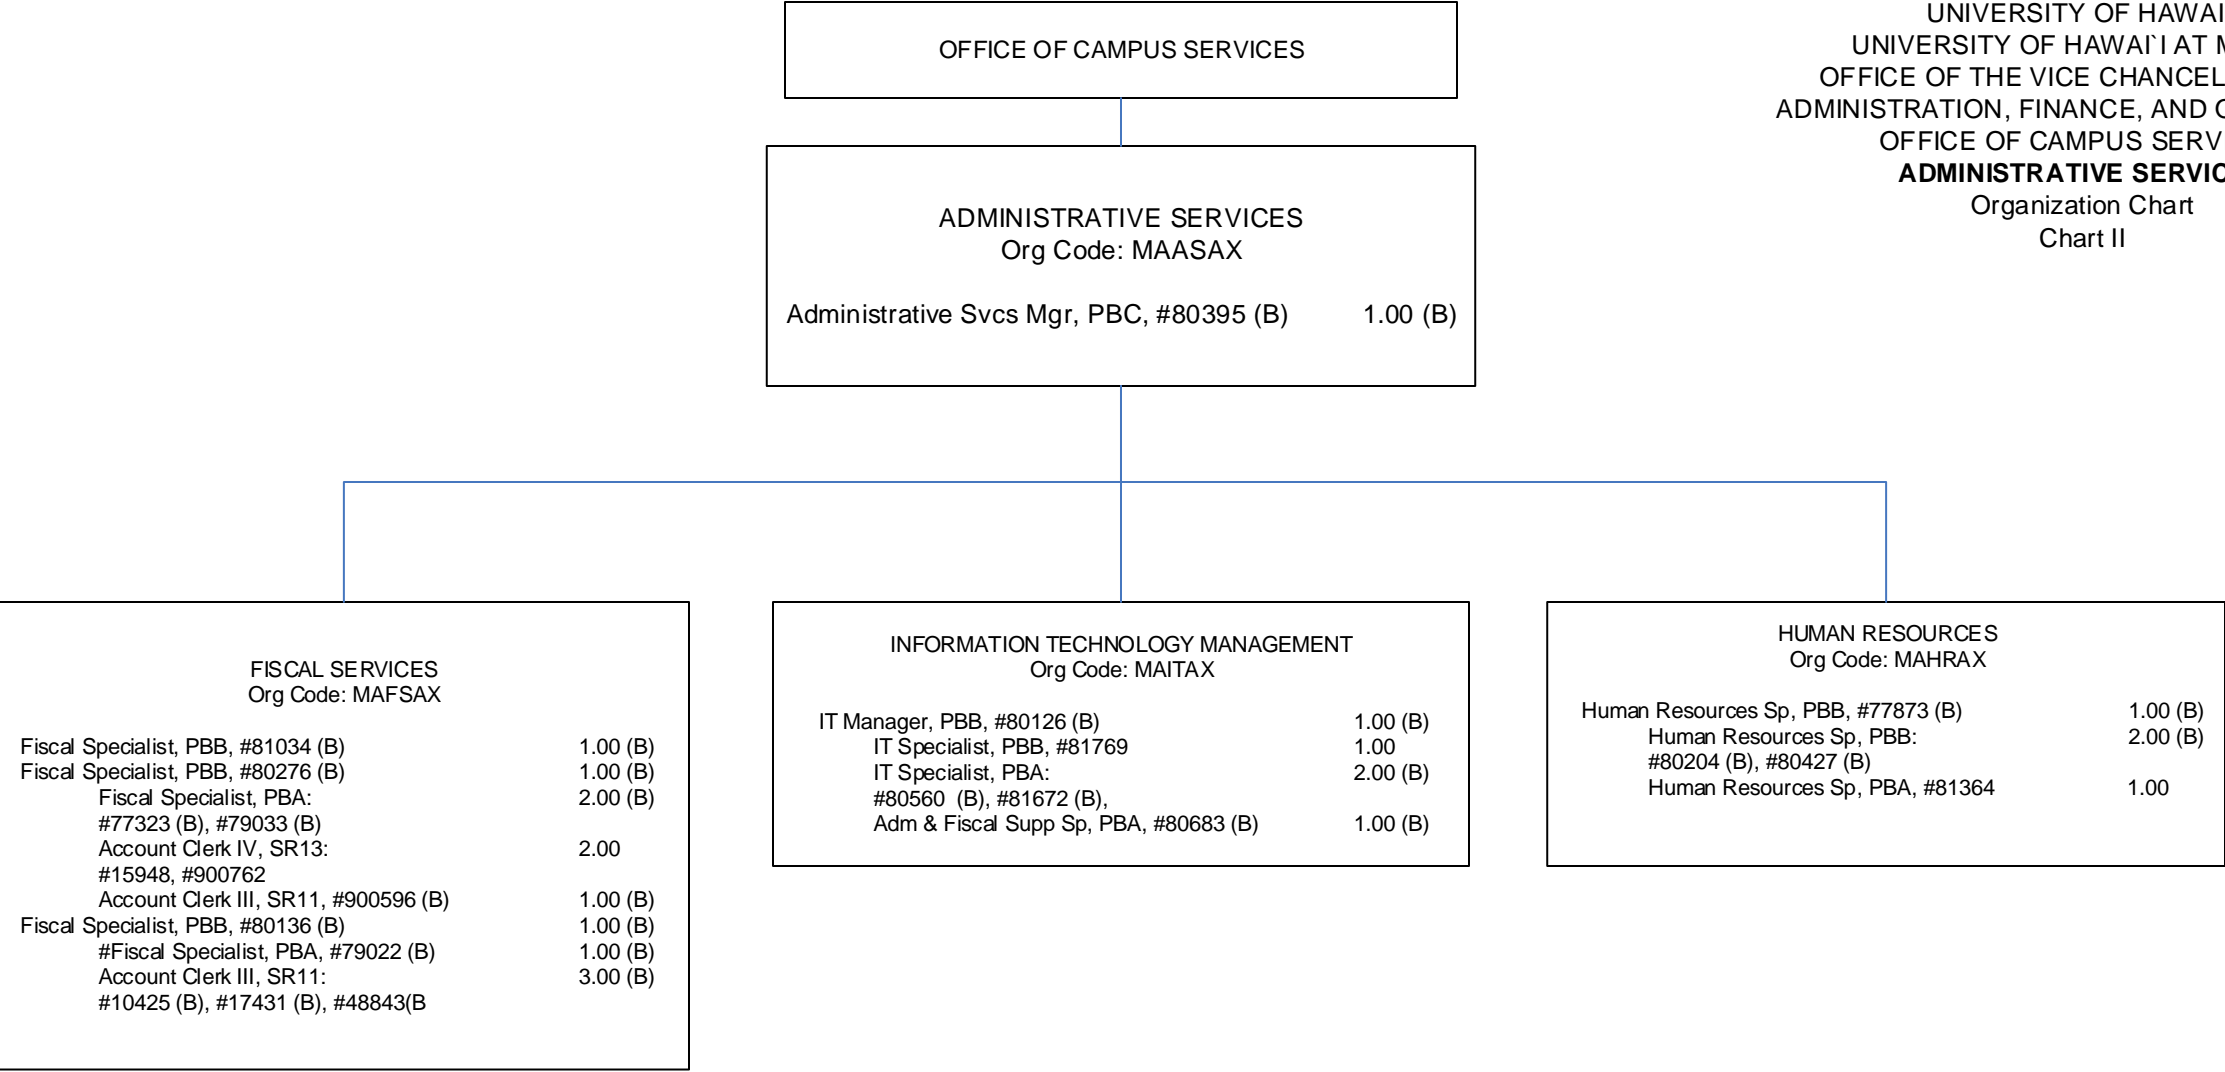 OFFICE OF CAMPUS SERVICES
UNIVERSITY OF HAWAI
UNIVERSITY OF HAWAI`I AT
OFFICE OF THE VICE
ADMINISTRATION, FINANCE, AND
OFFICE OF CAMPUS
ADMINISTRATIVE
Organization Chart
Chart II
ADMINISTRATIVE SERVICES
Org Code: MAASAX
Administrative Svcs Mgr, PBC, #80395 (B) 1.00 (B)
FISCAL SERVICES
Org Code: MAFSAX
Fiscal Specialist, PBB, #81034 (B) 1.00 (B)
Fiscal Specialist, PBB, #80276 (B) 1.00 (B)
Fiscal Specialist, PBA: 2.00 (B)
#77323 (B), #79033 (B)
Account Clerk IV, SR13: 2.00
#15948, #900762
Account Clerk III, SR11, #900596 (B) 1.00 (B)
Fiscal Specialist, PBB, #80136 (B) 1.00 (B)
#Fiscal Specialist, PBA, #79022 (B) 1.00 (B)
Account Clerk III, SR11: 3.00 (B)
#10425 (B), #17431 (B), #48843(B
INFORMATION TECHNOLOGY MANAGEMENT
Org Code: MAITAX
IT Manager, PBB, #80126 (B) 1.00 (B)
IT Specialist, PBB, #81769 1.00
IT Specialist, PBA: 2.00 (B)
#80560 (B), #81672 (B),
Adm & Fiscal Supp Sp, PBA, #80683 (B) 1.00 (B)
HUMAN RESOURCES
Org Code: MAHRAX
Human Resources Sp, PBB, #77873 (B) 1.00 (B)
Human Resources Sp, PBB: 2.00 (B)
#80204 (B), #80427 (B)
Human Resources Sp, PBA, #81364 1.00